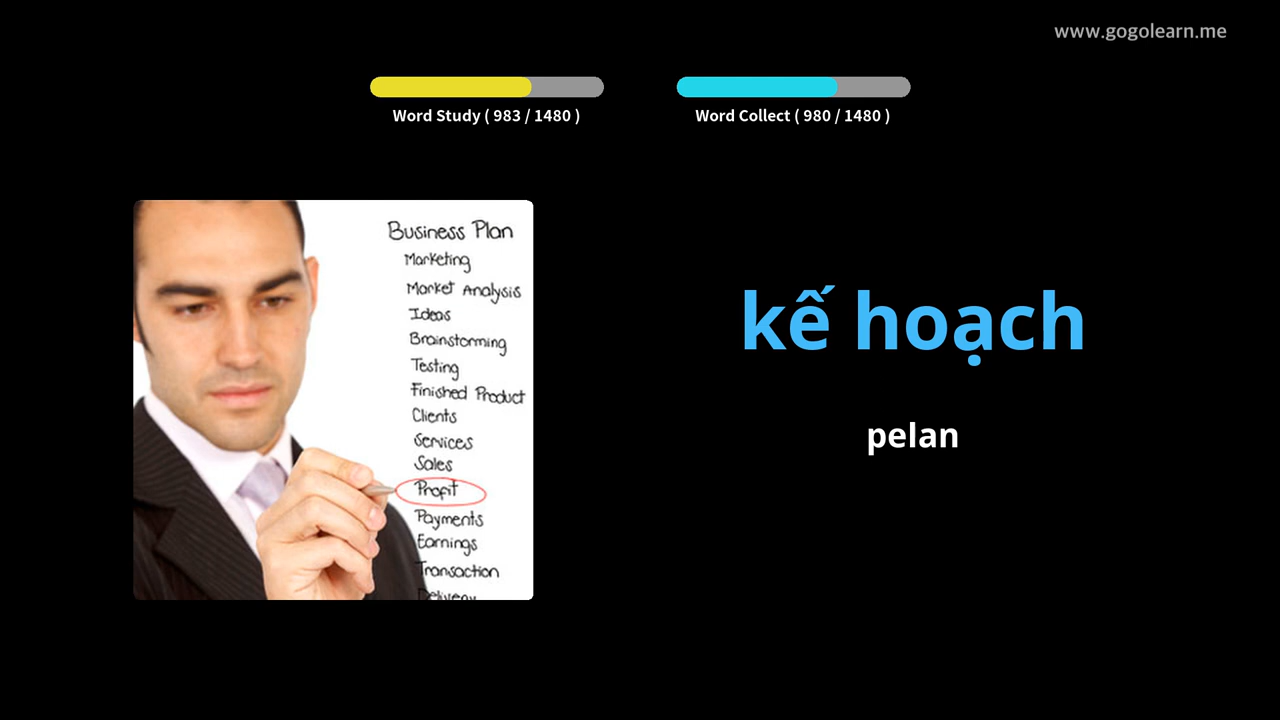 www.gogolearn.me
Word Study ( 983 / 1480 )
Word Collect ( 980 / 1480 )
Business Plan
Marketing
Market Analysis
Ideas
Brainstorming
Testing
Finished Product
Clients
Services
Sales
Profit
Payments
Earnings
Transaction
Delivery
kế hoạch
pelan